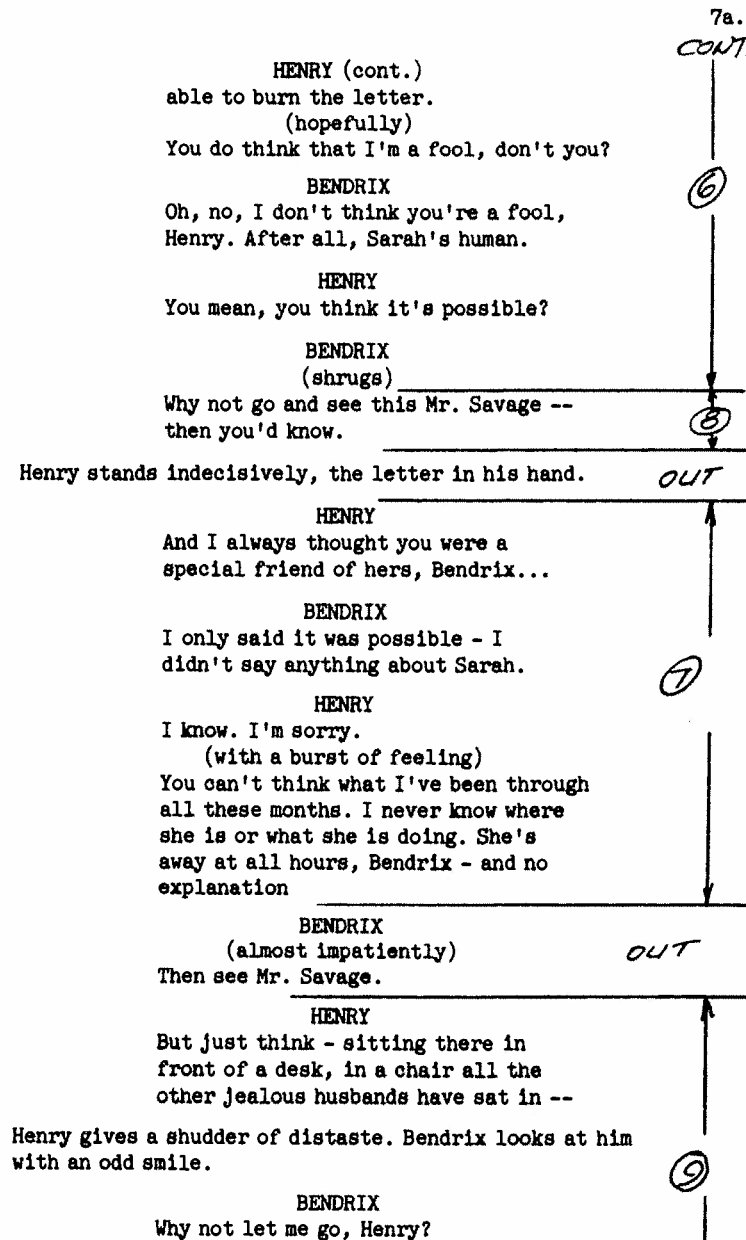 7a.
CONT
HENRY (cont.)
able to burn the letter.
(hopefully)
You do think that I'm a fool, don't you?
6
BENDRIX
Oh, no, I don't think you're a fool,
Henry. After all, Sarah's human.
HENRY
You mean, you think it's possible?
BENDRIX
(shrugs)
Why not go and see this Mr. Savage --
then you'd know.
8
Henry stands indecisively, the letter in his hand.
OUT
HENRY
And I always thought you were a
special friend of hers, Bendrix...
BENDRIX
I only said it was possible - I
didn't say anything about Sarah.
7
HENRY
I know. I'm sorry.
(with a burst of feeling)
You can't think what I've been through
all these months. I never know where
she is or what she is doing. She's
away at all hours, Bendrix - and no
explanation
BENDRIX
(almost impatiently)
OUT
Then see Mr. Savage.
HENRY
But just think - sitting there in
front of a desk, in a chair all the
other jealous husbands have sat in --
Henry gives a shudder of distaste. Bendrix looks at him
with an odd smile.
9
BENDRIX
Why not let me go, Henry?